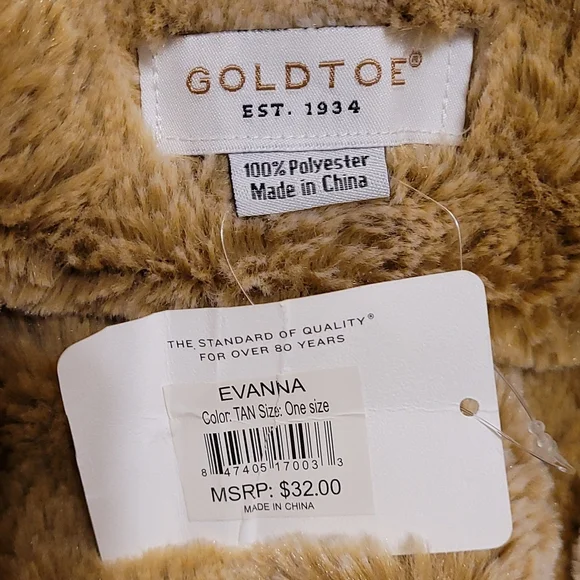 GOLDTOE®
EST. 1934
100% Polyester
Made in China
THE STANDARD OF QUALITY®
FOR OVER 80 YEARS
EVANNA
Color: TAN Size: One size
8 47405 17003 3
MSRP: $32.00
MADE IN CHINA